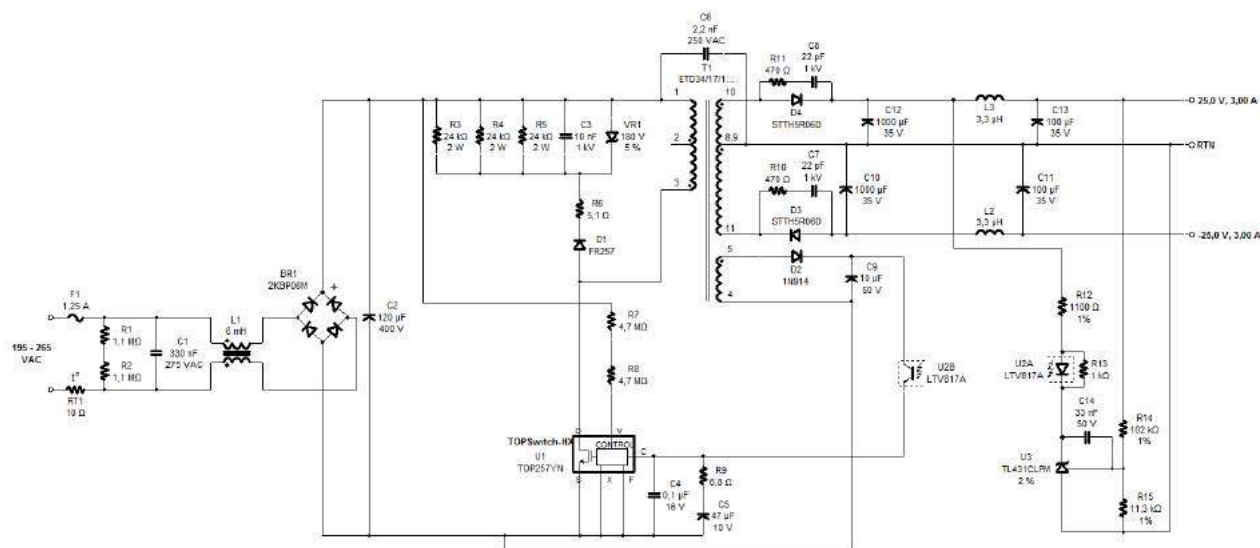 C6
2,2 nF
250 VAC
T1
ETD34/17/1...
1
2
3
10
8,9
11
5
4
R11
470 Ω
C8
22 pF
1 kV
D4
STTH5R06D
C12
1000 µF
35 V
L3
3,3 µH
C13
100 µF
35 V
25,0 V, 3,00 A
RTN
R3
24 kΩ
2 W
R4
24 kΩ
2 W
R5
24 kΩ
2 W
C3
10 nF
1 kV
VR1
180 V
5 %
R10
470 Ω
C7
22 pF
1 kV
C10
1000 µF
35 V
C11
100 µF
35 V
D3
STTH5R06D
L2
3,3 µH
-25,0 V, 3,00 A
R6
5,1 Ω
D1
FR257
D2
1N914
C9
10 µF
50 V
BR1
2KBP06M
+
C2
120 µF
400 V
F1
1,25 A
195 - 265
VAC
R1
1,1 MΩ
R2
1,1 MΩ
C1
330 nF
275 VAC
L1
6 mH
t°
RT1
10 Ω
R7
4,7 MΩ
R8
4,7 MΩ
R12
1100 Ω
1%
U2B
LTV817A
U2A
LTV817A
R13
1 kΩ
C14
33 nF
50 V
R14
102 kΩ
1%
U3
TL431CLPM
2 %
R15
11,3 kΩ
1%
TOPSwitch-HX
U1
TOP257YN
D
V
CONTROL
C
S
X
F
C4
0,1 µF
16 V
R9
6,8 Ω
C5
47 µF
10 V